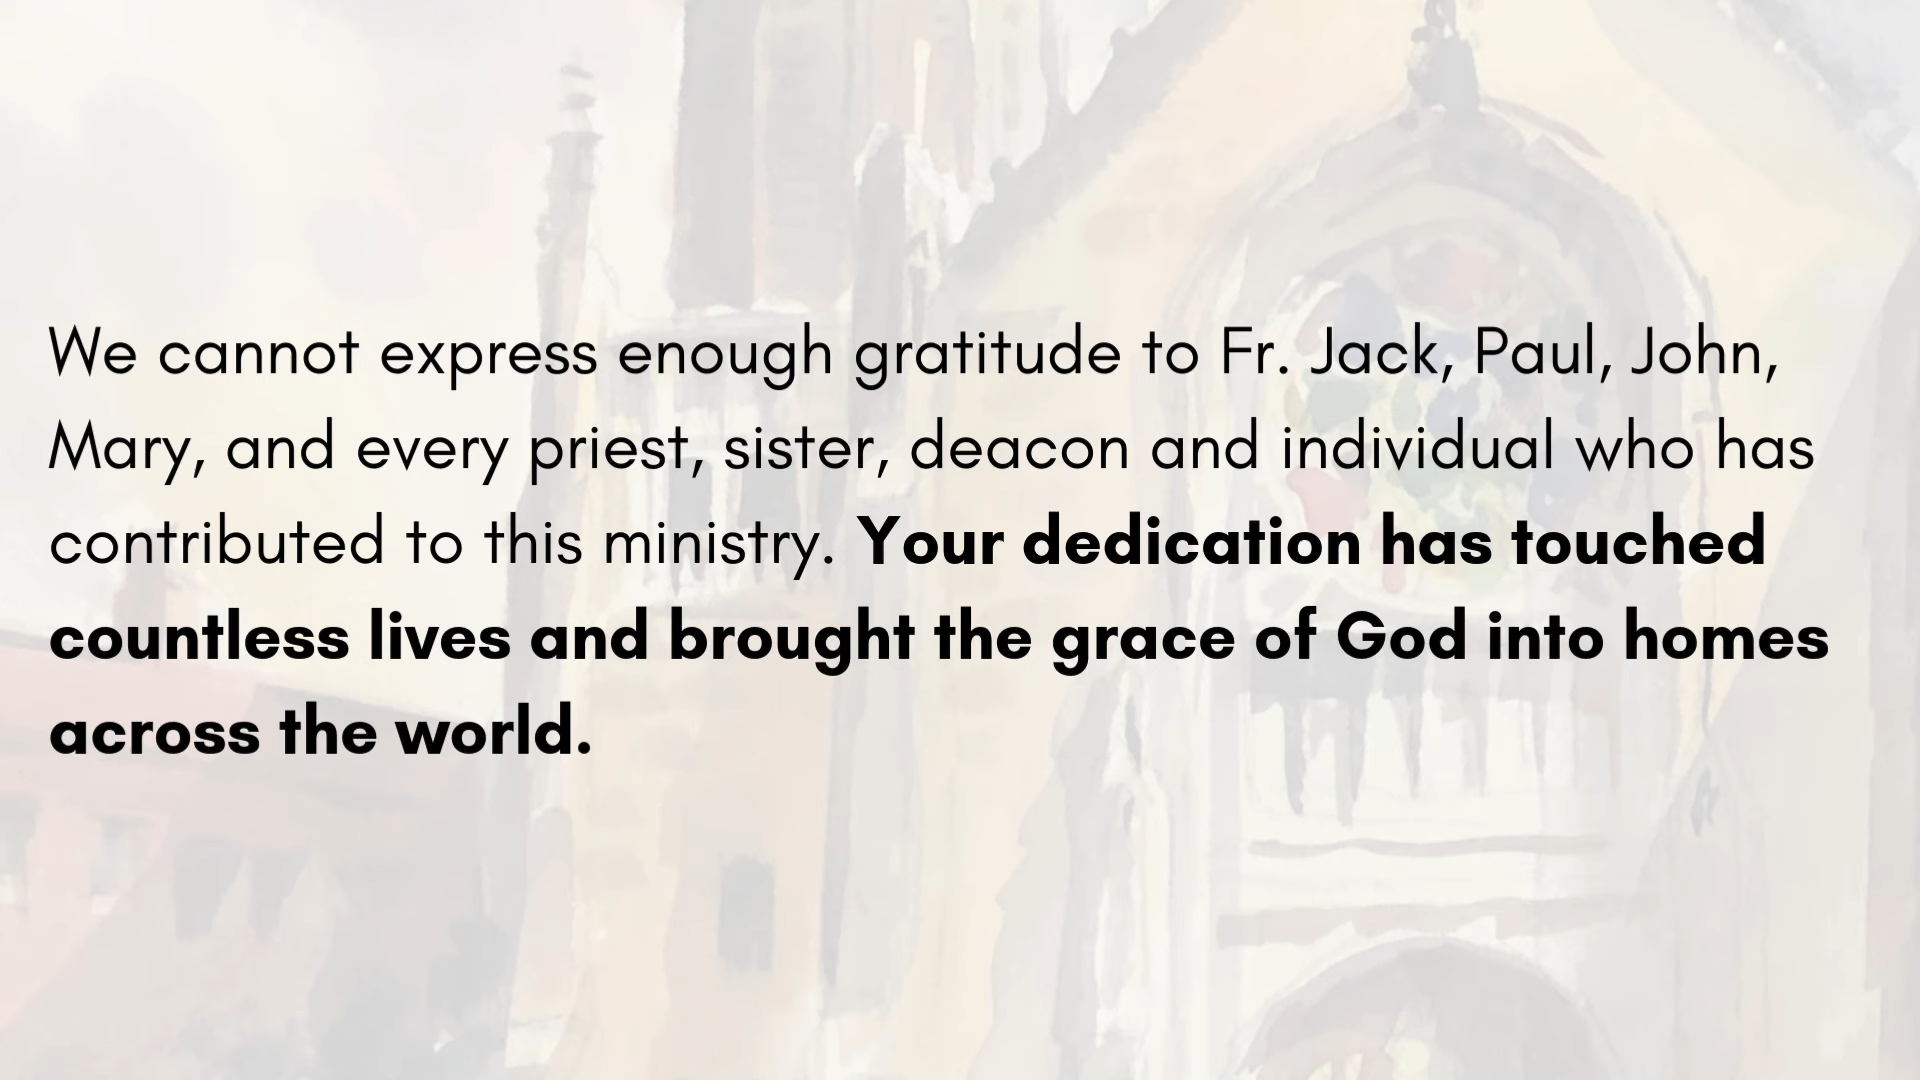 We cannot express enough gratitude to Fr. Jack, Paul, John,
Mary, and every priest, sister, deacon and individual who has
contributed to this ministry. Your dedication has touched
countless lives and brought the grace of God into homes
across the world.